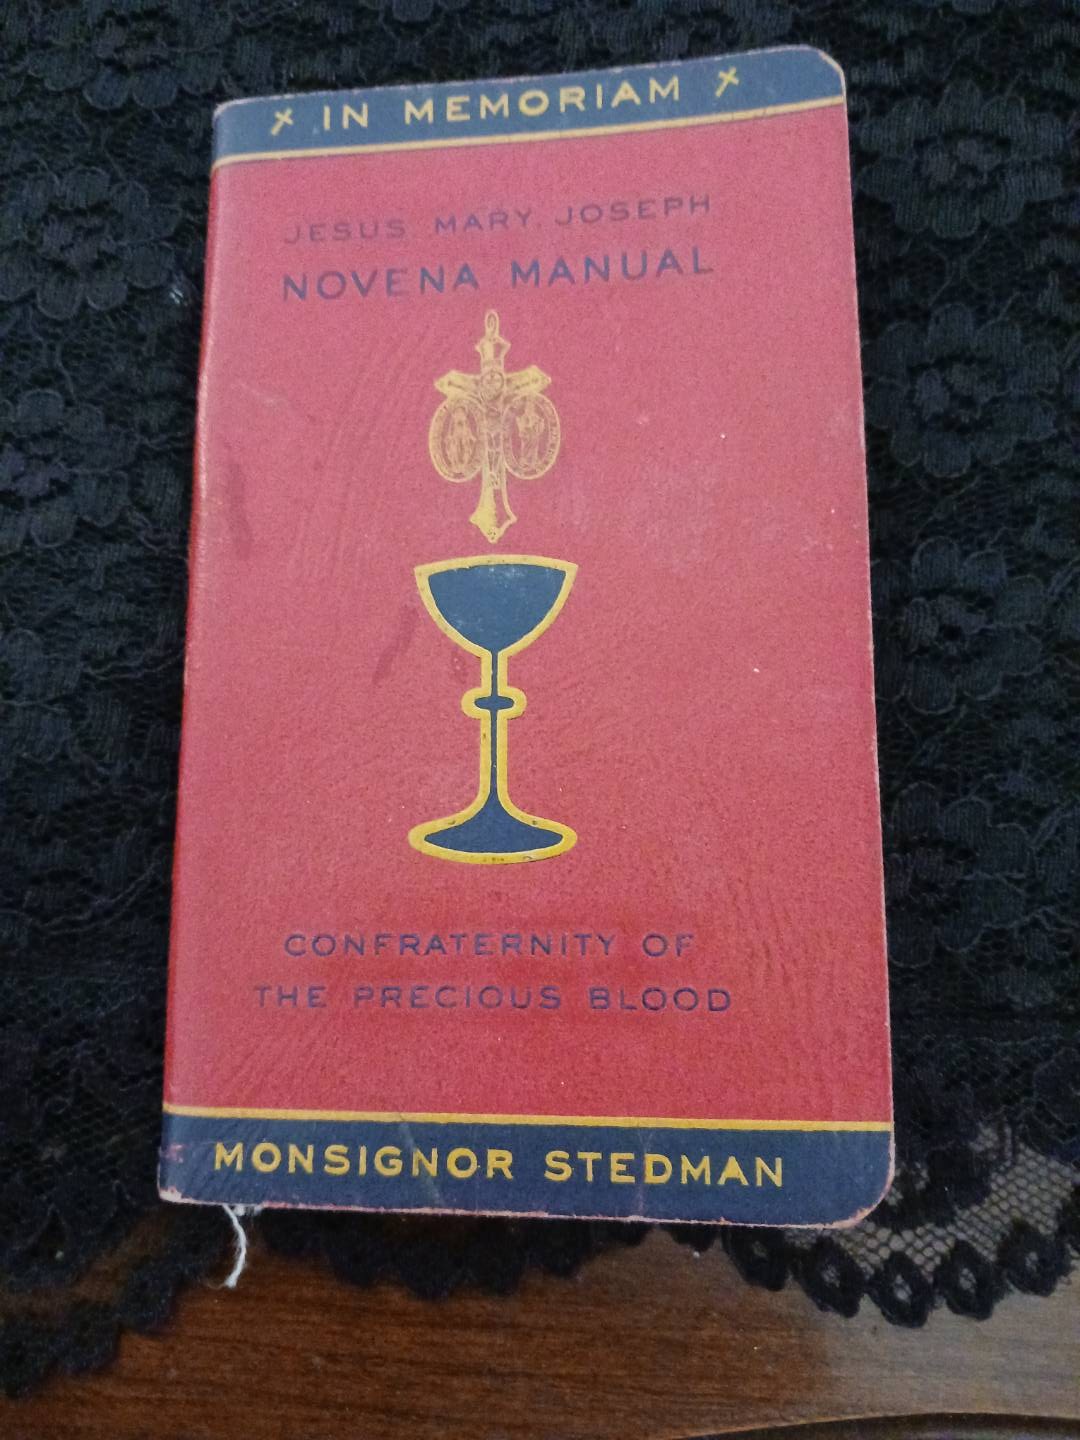 IN MEMORIAM
JESUS MARY JOSEPH
NOVENA MANUAL
CONFRATERNITY OF
THE PRECIOUS BLOOD
MONSIGNOR STEDMAN